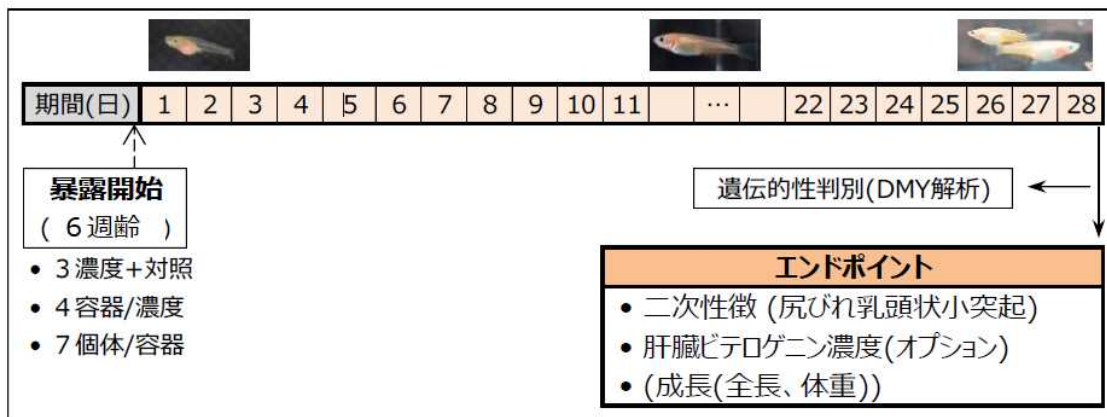 期間(日) 1 2 3 4 5 6 7 8 9 10 11 … 22 23 24 25 26 27 28
暴露開始
( 6週齢 )
• 3濃度+対照
• 4容器/濃度
• 7個体/容器
遺伝的性判別(DMY解析)
エンドポイント
• 二次性徴 (尻びれ乳頭状小突起)
• 肝臓ビテロゲニン濃度(オプション)
• (成長(全長、体重))